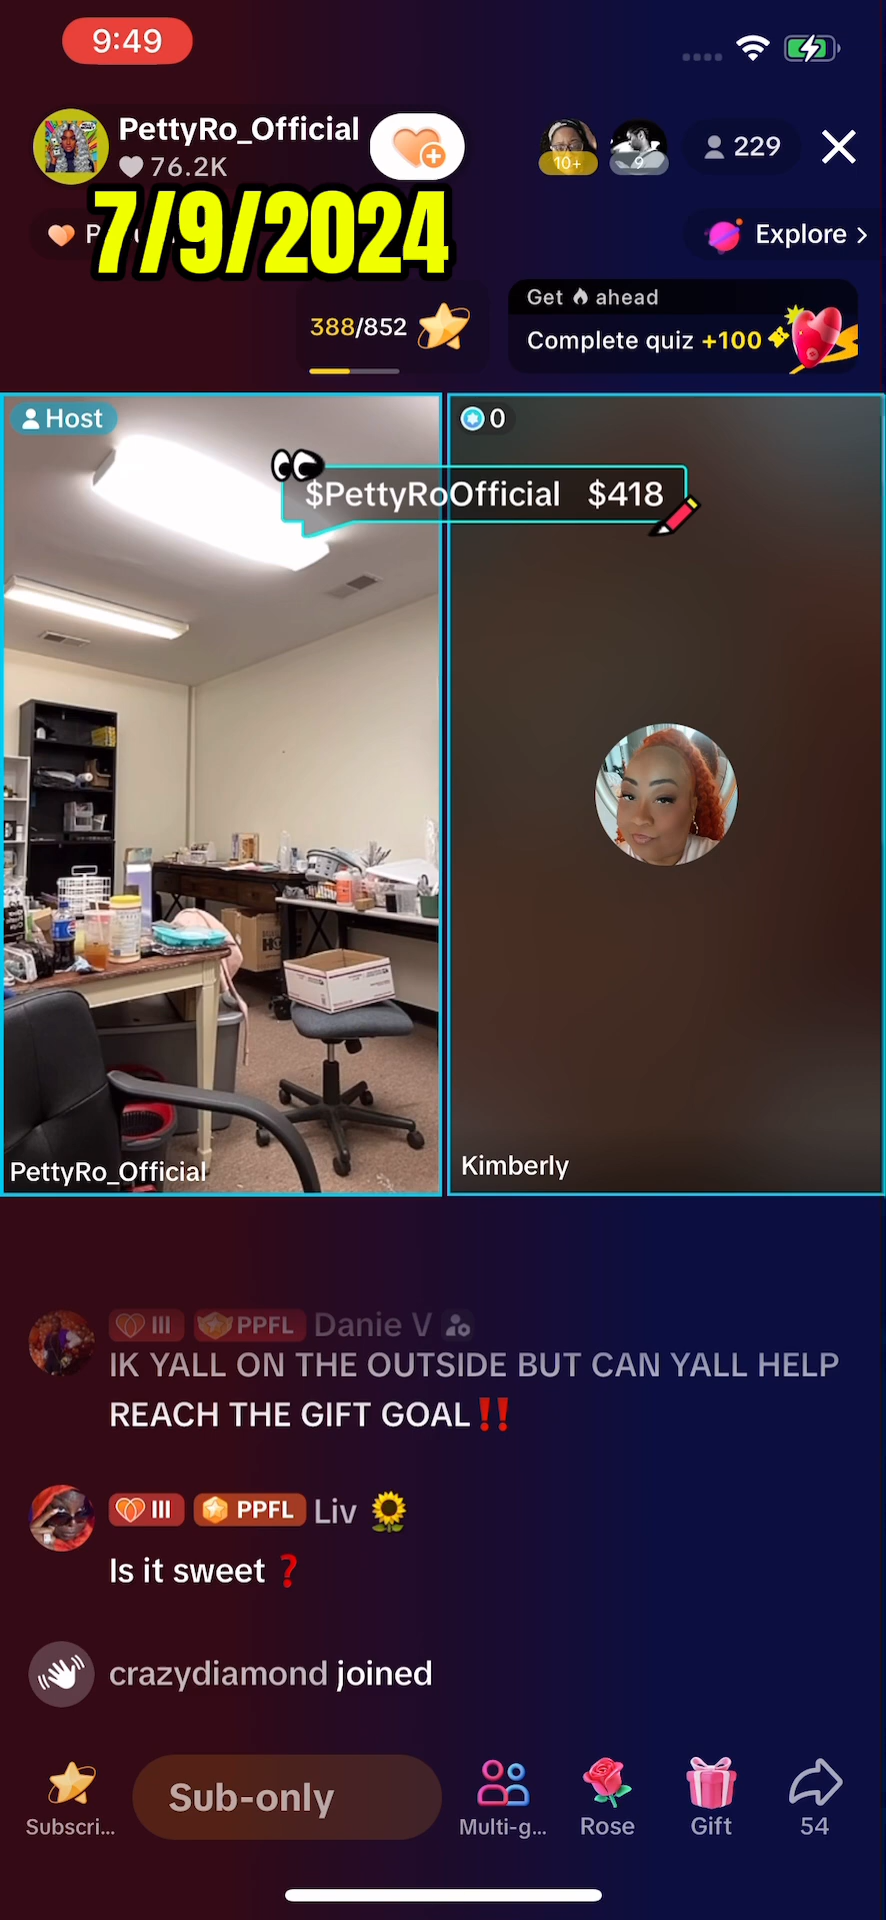 9:49
PettyRo_Official
76.2K
10+
9
229
7/9/2024
Explore >
388/852
Get ahead
Complete quiz +100
Host
0
$PettyRoOfficial $418
PettyRo_Official
Kimberly
III PPFL Danie V
IK YALL ON THE OUTSIDE BUT CAN YALL HELP
REACH THE GIFT GOAL‼️
III PPFL Liv 🌻
Is it sweet ❓
crazydiamond joined
Subscri...
Sub-only
Multi-g...
Rose
Gift
54